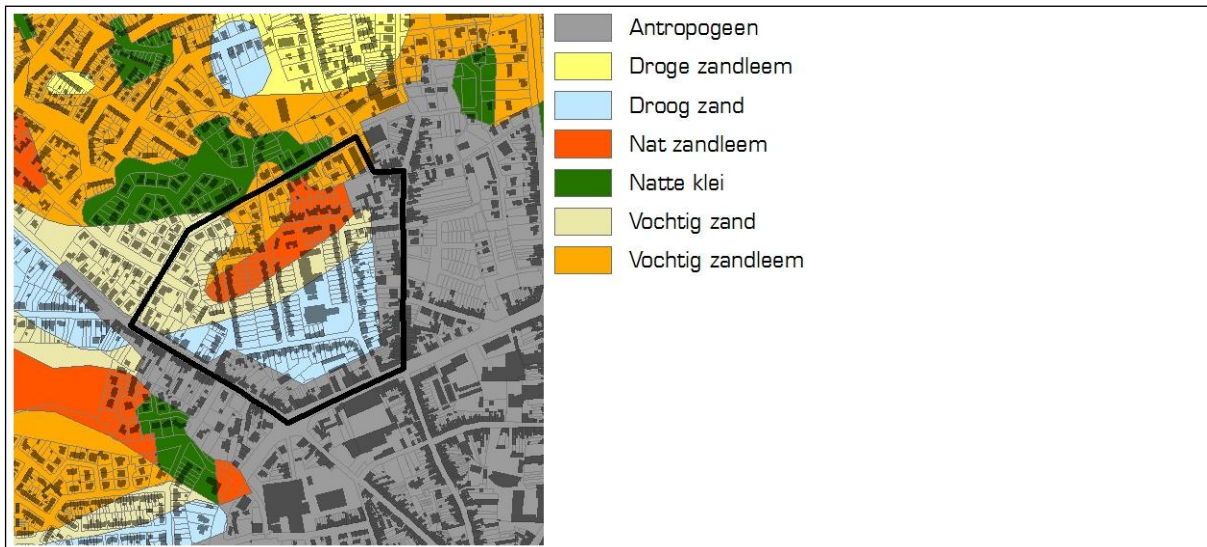 Antropogeen
Droge zandleem
Droog zand
Nat zandleem
Natte klei
Vochtig zand
Vochtig zandleem